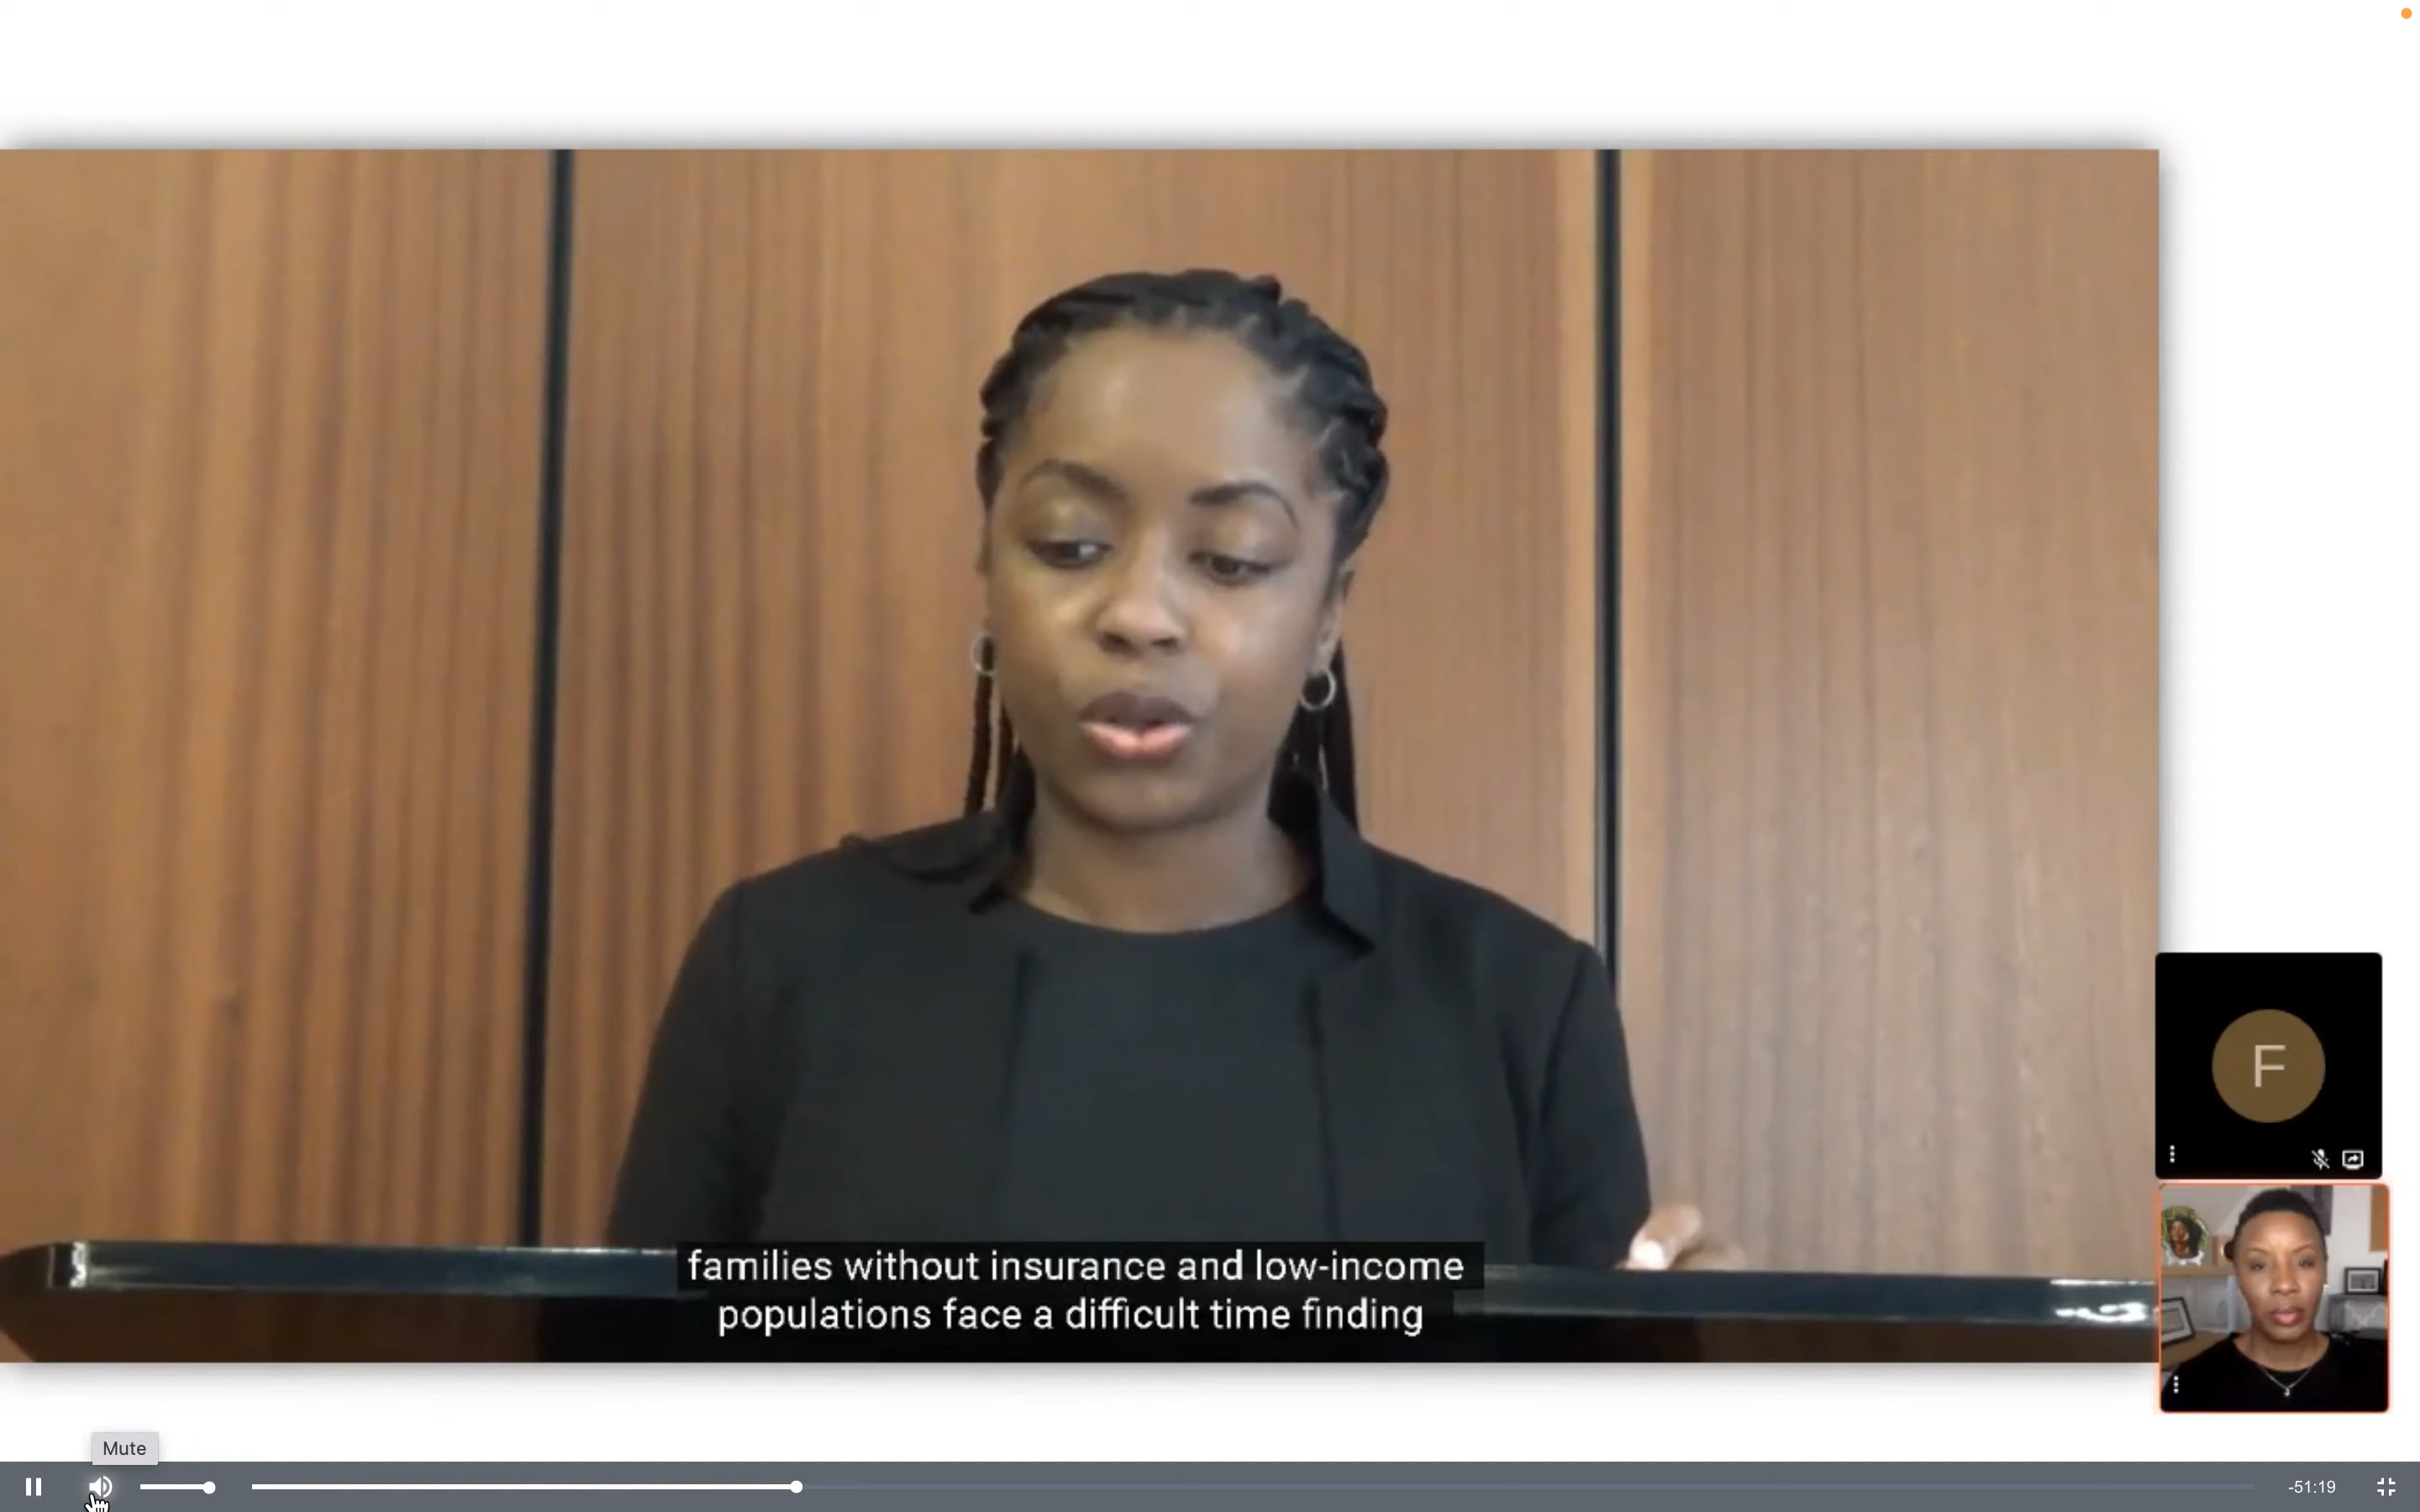 families without insurance and low-income
populations face a difficult time finding
F
Mute
-51:19